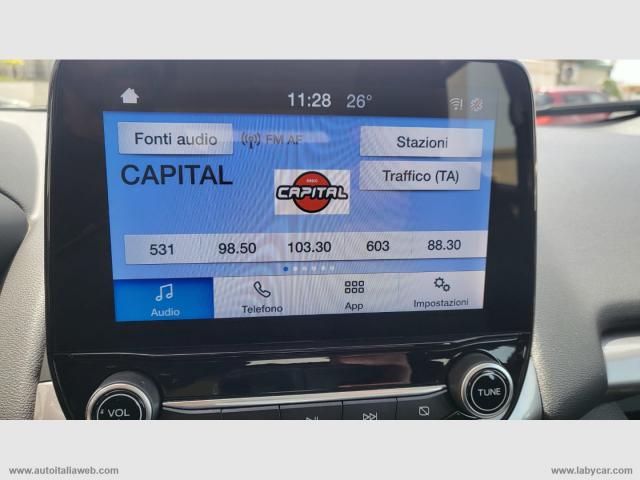 11:28 26°
Fonti audio FM AF Stazioni
CAPITAL Traffico (TA)
RADIO
CAPITAL
531 98.50 103.30 603 88.30
Audio Telefono App Impostazioni
VOL TUNE
www.autoitaliaweb.com www.labycar.com